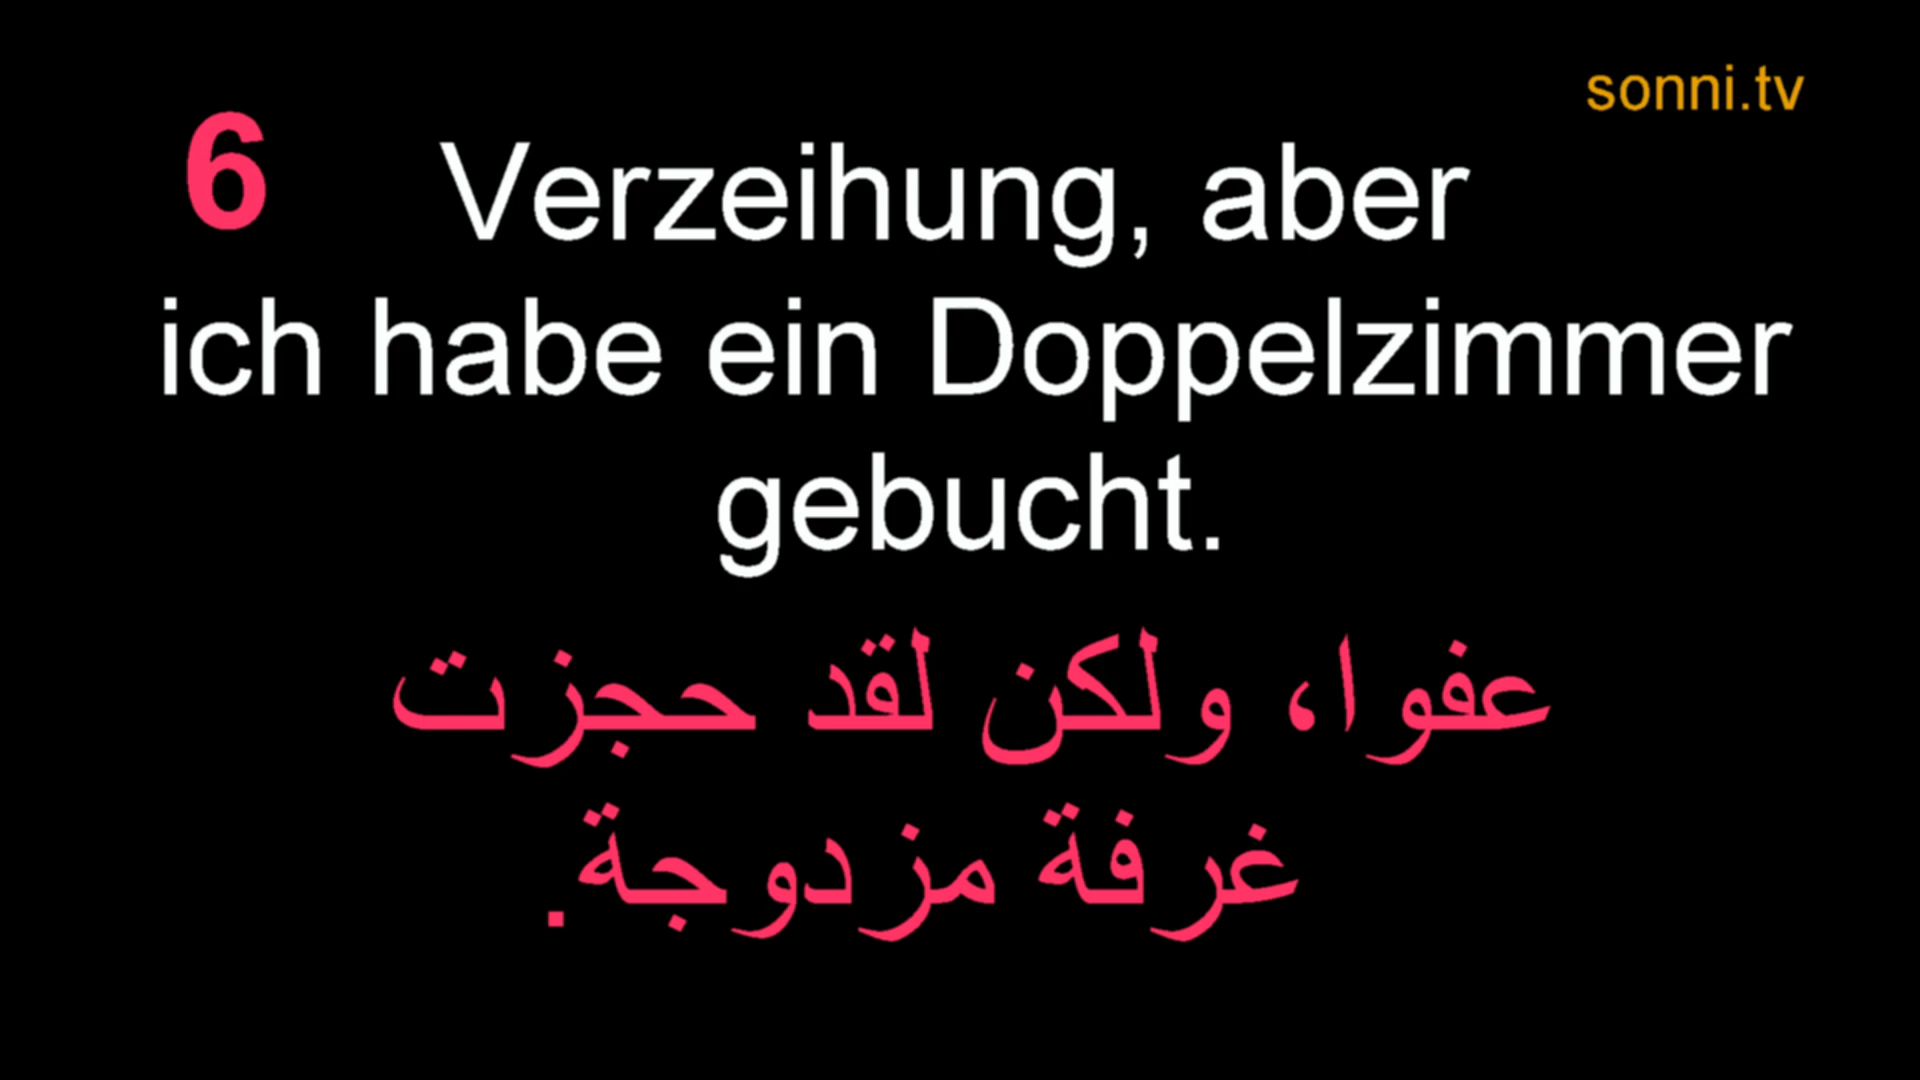 sonni.tv
6 Verzeihung, aber
ich habe ein Doppelzimmer
gebucht.
عفوا، ولكن لقد حجزت
غرفة مزدوجة.